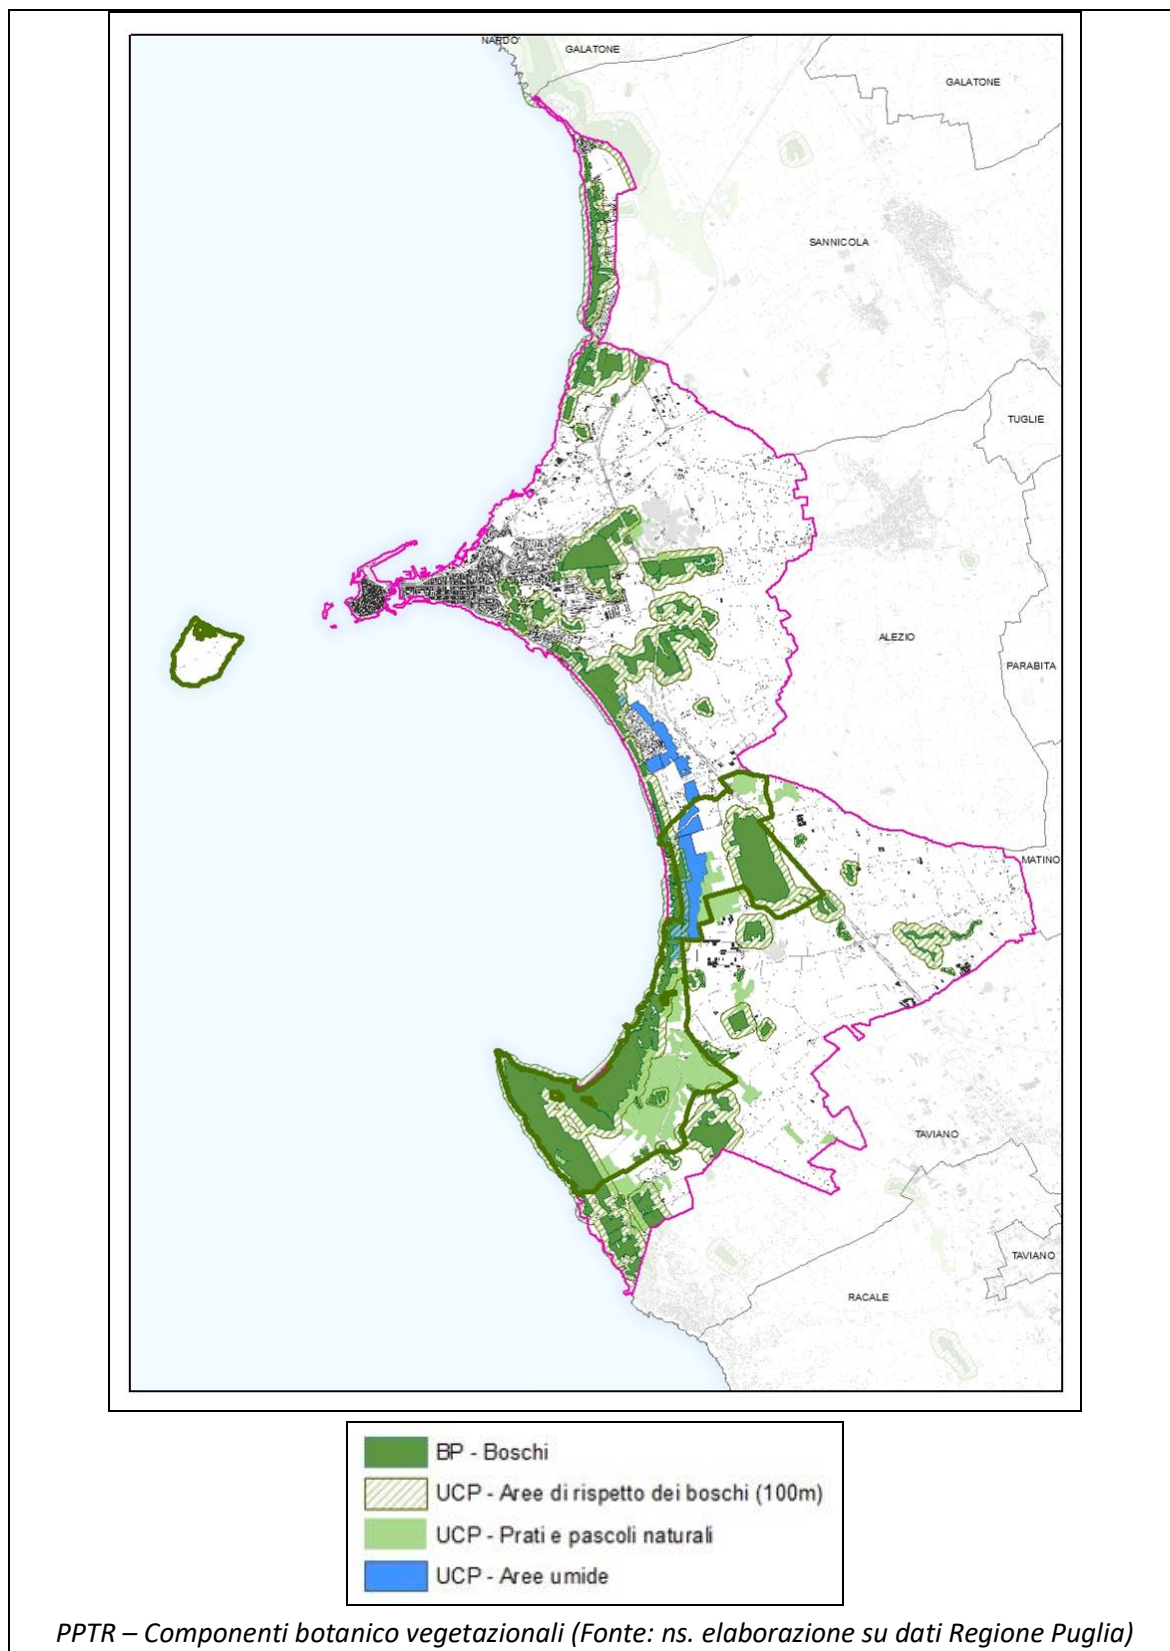 NARDO'
GALATONE
GALATONE
SANNICOLA
TUGLIE
ALEZIO
PARABITA
MATINO
TAVIANO
TAVIANO
RACALE
BP - Boschi
UCP - Aree di rispetto dei boschi (100m)
UCP - Prati e pascoli naturali
UCP - Aree umide
PPTR – Componenti botanico vegetazionali (Fonte: ns. elaborazione su dati Regione Puglia)